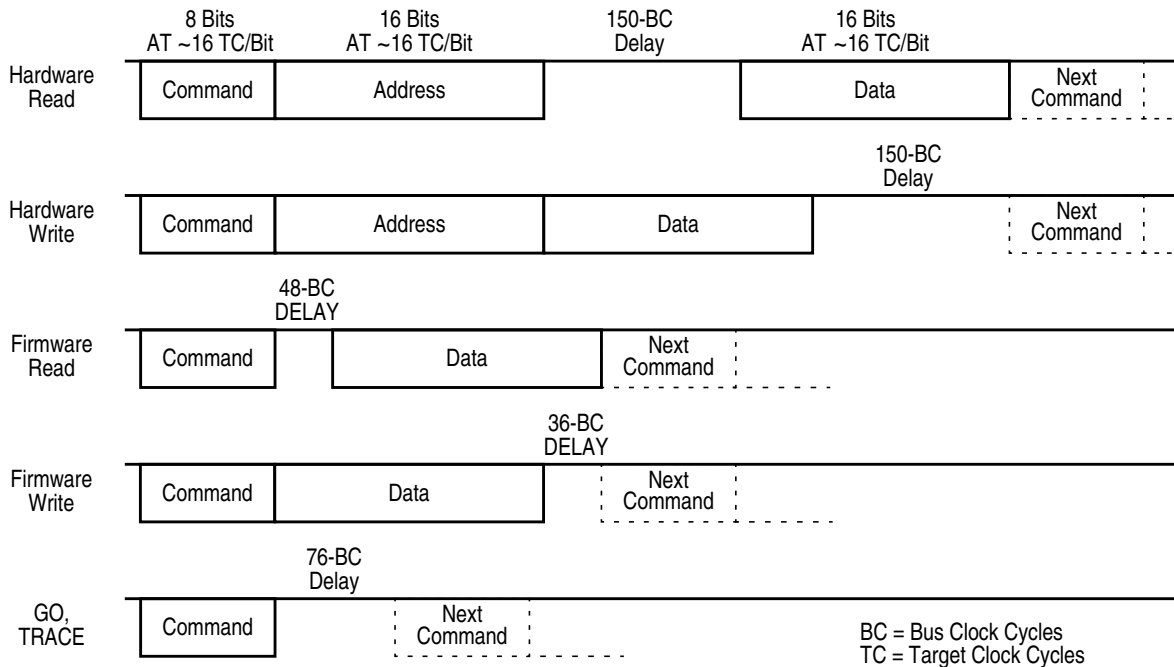 8 Bits
AT ~16 TC/Bit
16 Bits
AT ~16 TC/Bit
150-BC
Delay
16 Bits
AT ~16 TC/Bit
Hardware
Read
Command
Address
Data
Next
Command
150-BC
Delay
Hardware
Write
Command
Address
Data
Next
Command
48-BC
DELAY
Firmware
Read
Command
Data
Next
Command
36-BC
DELAY
Firmware
Write
Command
Data
Next
Command
76-BC
Delay
GO,
TRACE
Command
Next
Command
BC = Bus Clock Cycles
TC = Target Clock Cycles